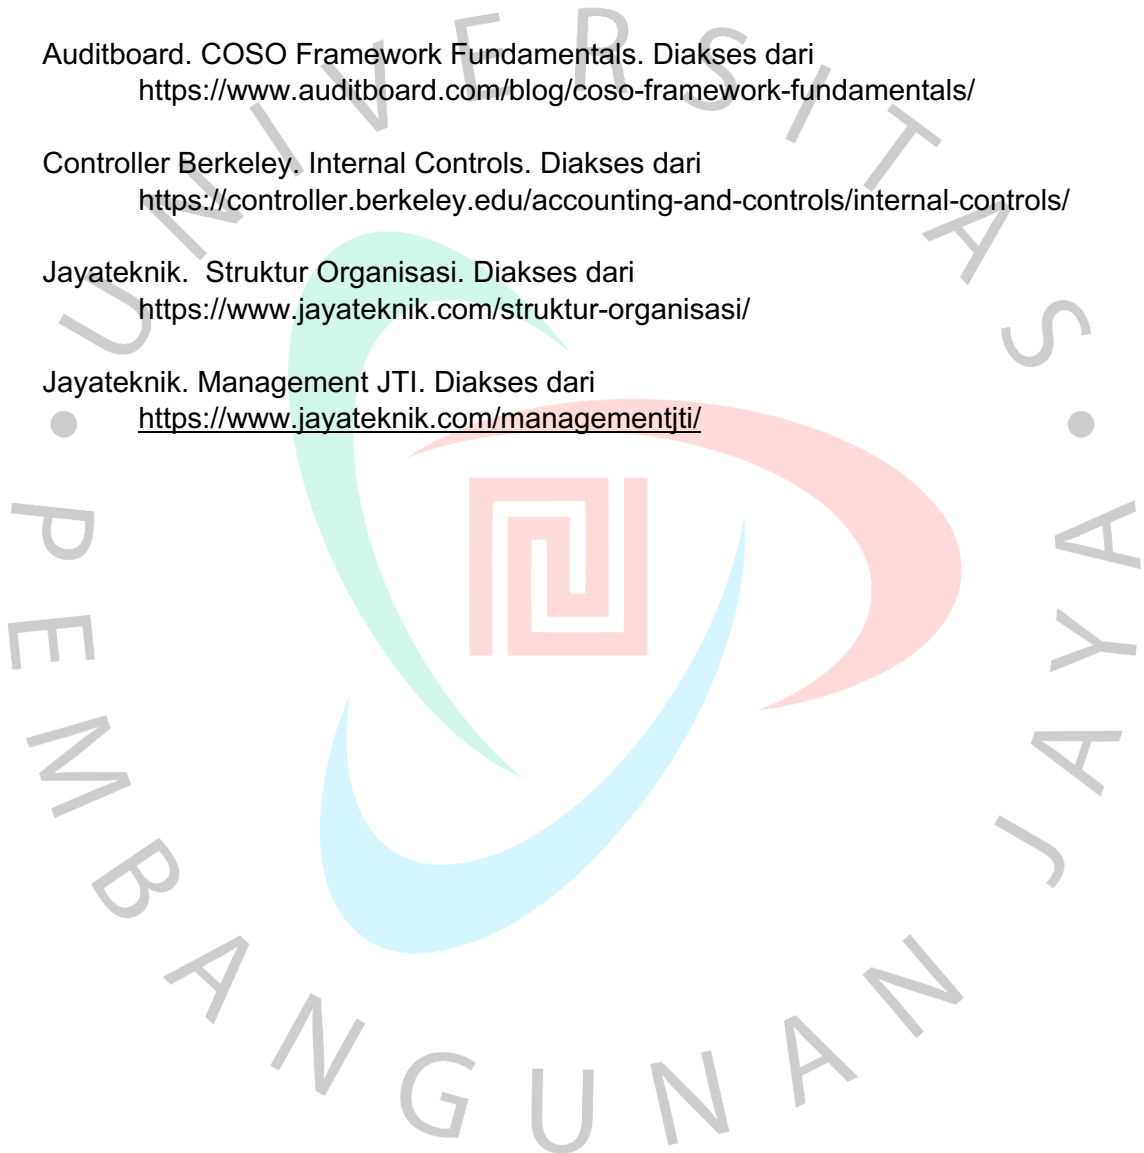 Auditboard. COSO Framework Fundamentals. Diakses dari
https://www.auditboard.com/blog/coso-framework-fundamentals/
Controller Berkeley. Internal Controls. Diakses dari
https://controller.berkeley.edu/accounting-and-controls/internal-controls/
Jayateknik.  Struktur Organisasi. Diakses dari
https://www.jayateknik.com/struktur-organisasi/
Jayateknik. Management JTI. Diakses dari
https://www.jayateknik.com/managementjti/
UNIVERSITAS
• PEMBANGUNAN JAYA •